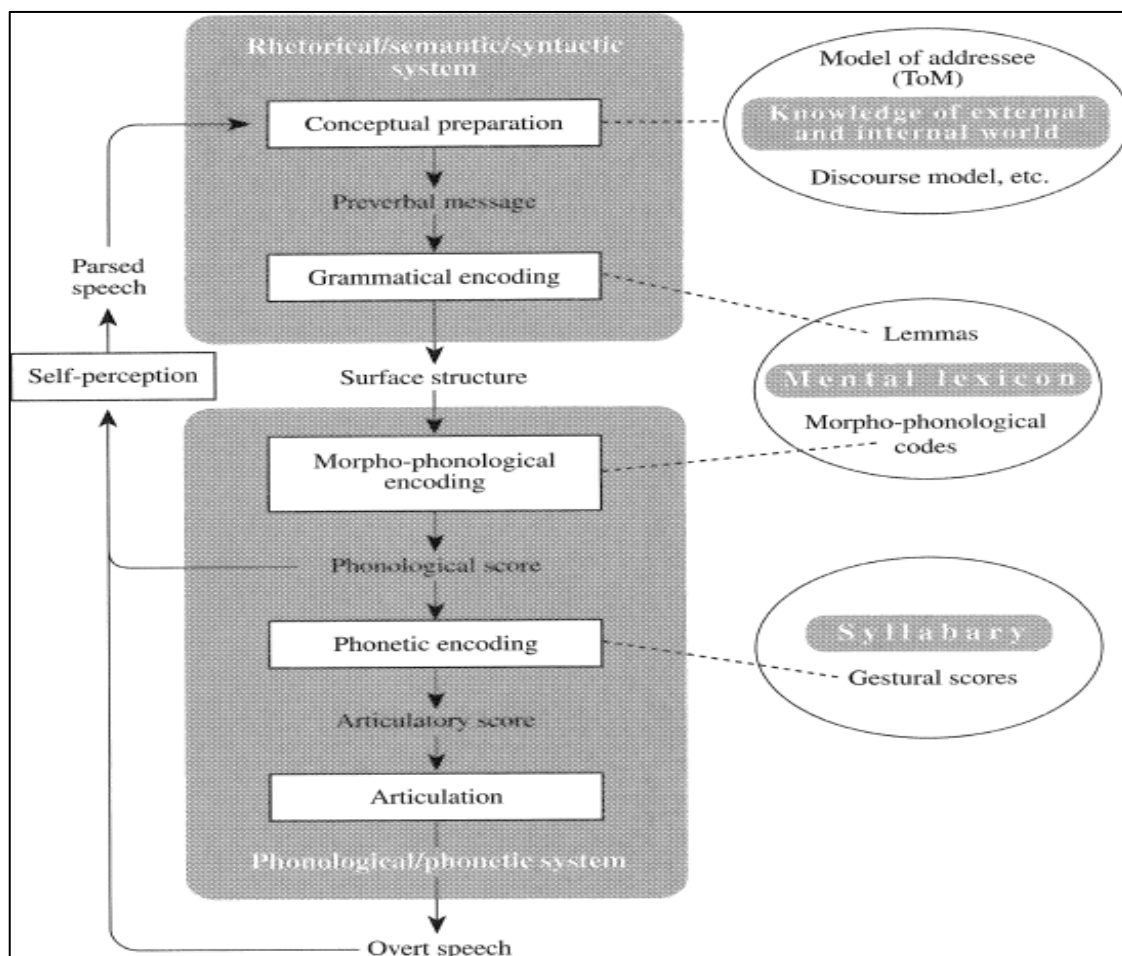 Rhetorical/semantic/syntactic
system
Conceptual preparation
Preverbal message
Grammatical encoding
Surface structure
Morpho-phonological
encoding
Phonological score
Phonetic encoding
Articulatory score
Articulation
Phonological/phonetic system
Overt speech
Parsed
speech
Self-perception
Model of addressee
(ToM)
Knowledge of external
and internal world
Discourse model, etc.
Lemmas
Mental lexicon
Morpho-phonological
codes
Syllabary
Gestural scores